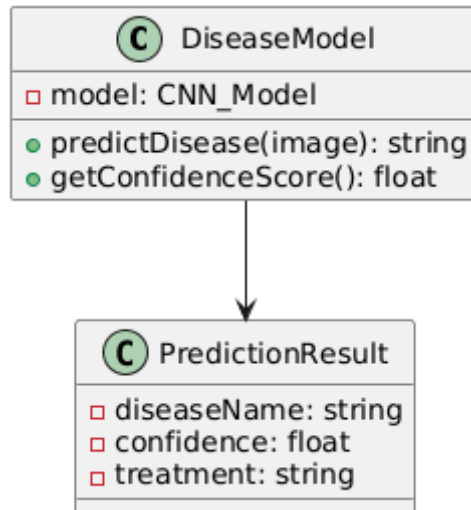 C DiseaseModel
model: CNN_Model
predictDisease(image): string
getConfidenceScore(): float
C PredictionResult
diseaseName: string
confidence: float
treatment: string